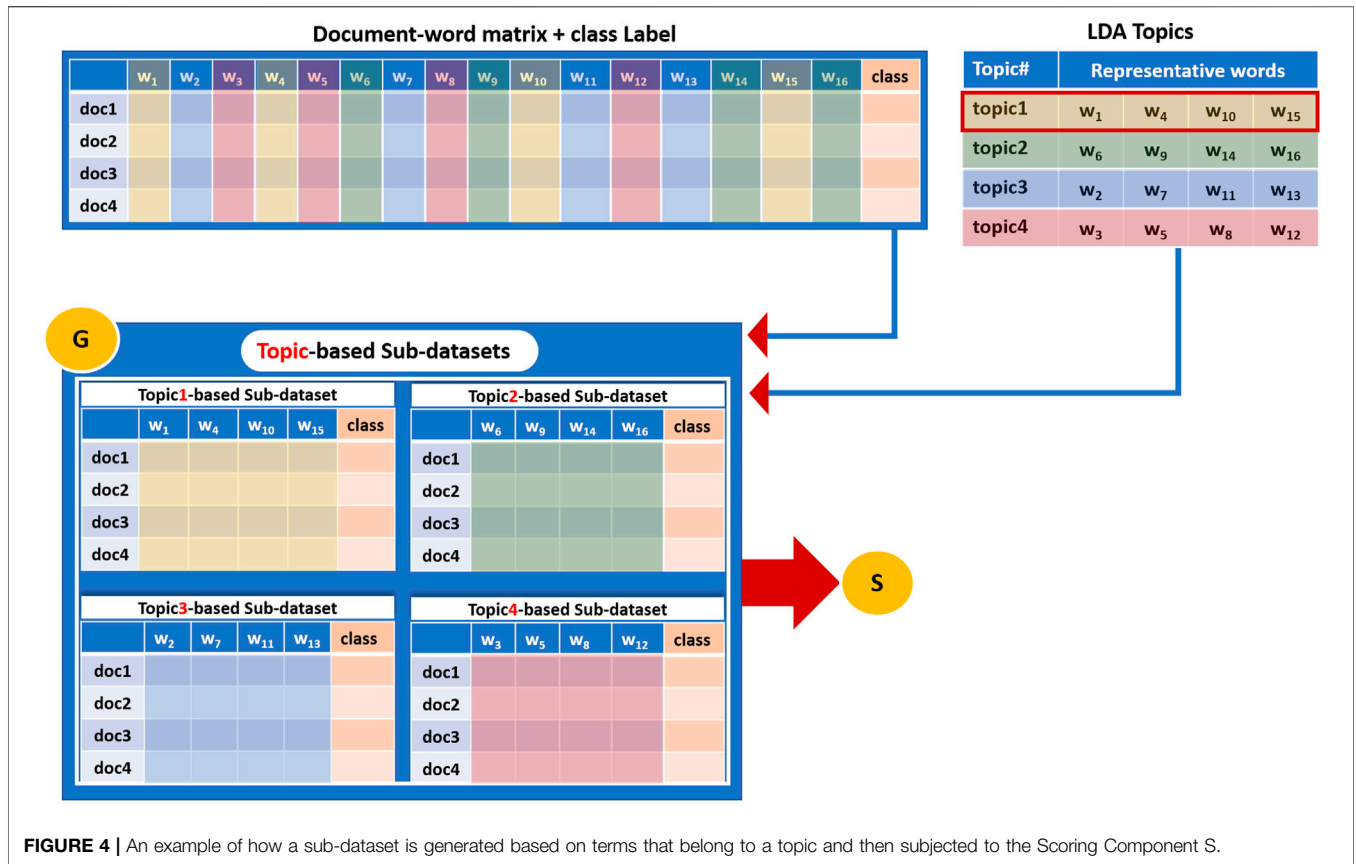 Document-word matrix + class Label
w₁ w₂ w₃ w₄ w₅ w₆ w₇ w₈ w₉ w₁₀ w₁₁ w₁₂ w₁₃ w₁₄ w₁₅ w₁₆ class
doc1
doc2
doc3
doc4
LDA Topics
Topic# Representative words
topic1 w₁ w₄ w₁₀ w₁₅
topic2 w₆ w₉ w₁₄ w₁₆
topic3 w₂ w₇ w₁₁ w₁₃
topic4 w₃ w₅ w₈ w₁₂
G
Topic-based Sub-datasets
Topic1-based Sub-dataset
w₁ w₄ w₁₀ w₁₅ class
doc1
doc2
doc3
doc4
Topic2-based Sub-dataset
w₆ w₉ w₁₄ w₁₆ class
doc1
doc2
doc3
doc4
Topic3-based Sub-dataset
w₂ w₇ w₁₁ w₁₃ class
doc1
doc2
doc3
doc4
Topic4-based Sub-dataset
w₃ w₅ w₈ w₁₂ class
doc1
doc2
doc3
doc4
S
FIGURE 4 | An example of how a sub-dataset is generated based on terms that belong to a topic and then subjected to the Scoring Component S.